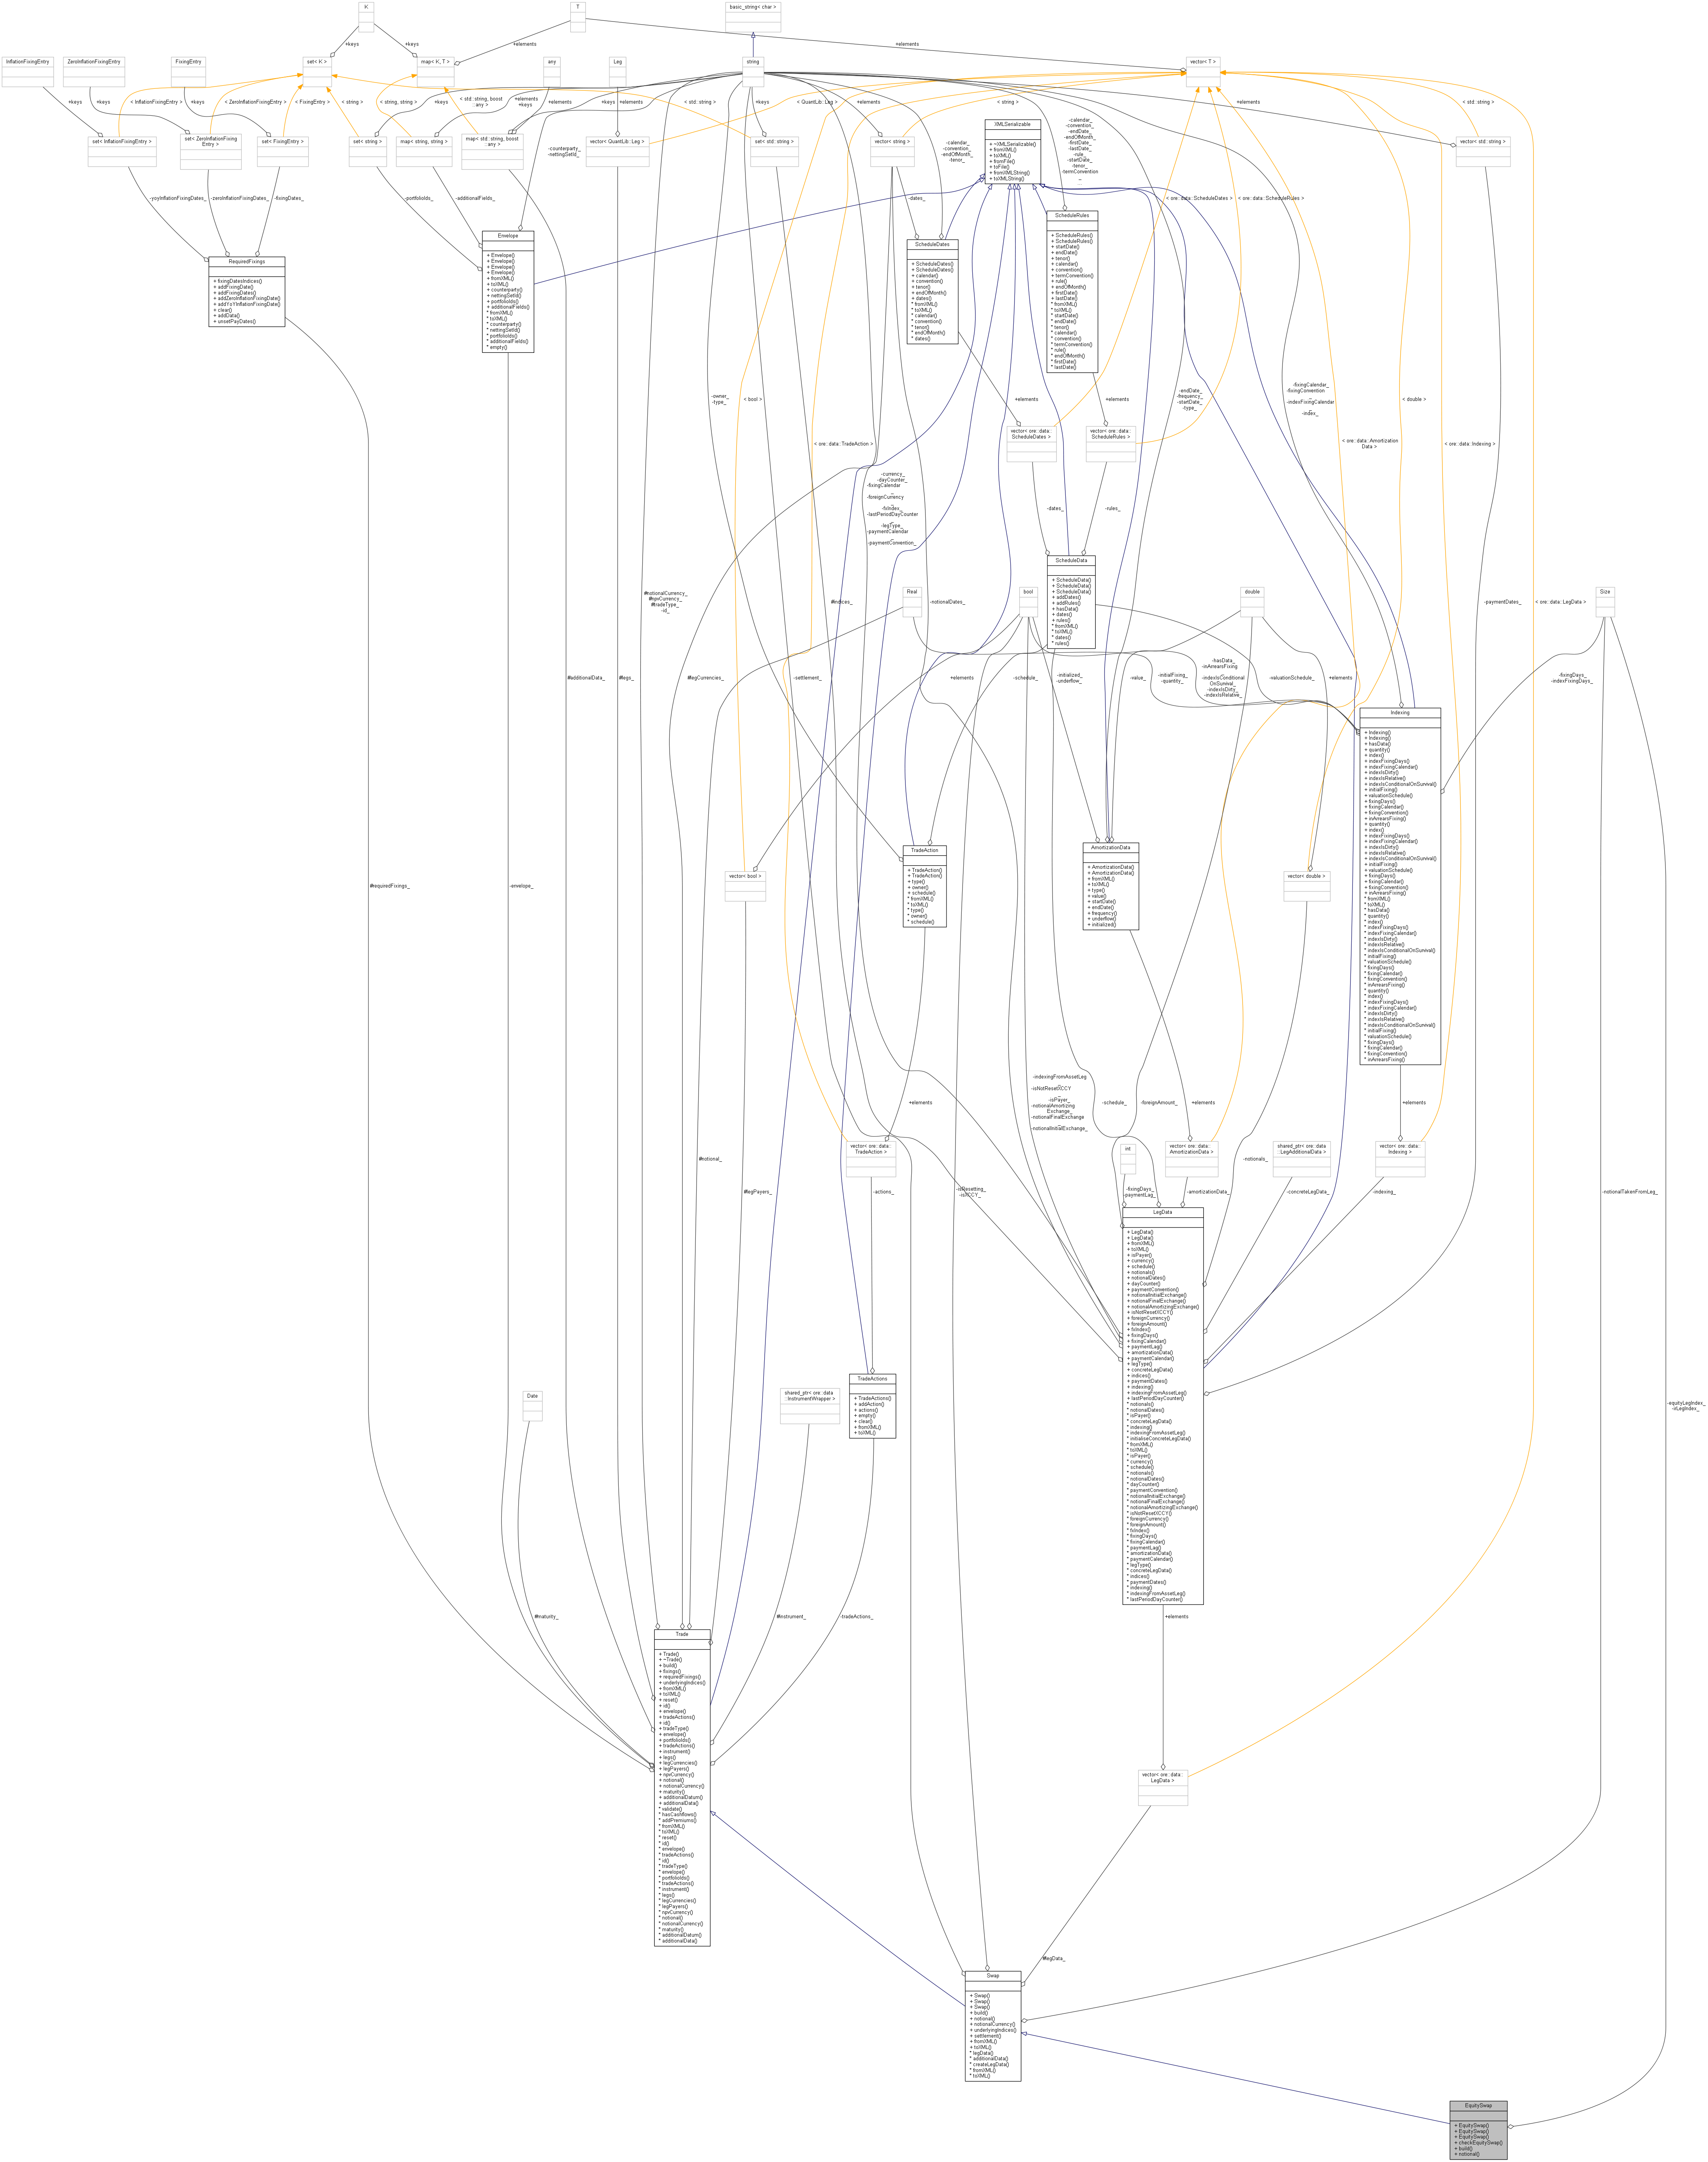 K
T
basic_string< char >
+keys
+keys
+elements
+elements
InflationFixingEntry
ZeroInflationFixingEntry
FixingEntry
set< K >
map< K, T >
any
Leg
string
vector< T >
+keys
+keys
+keys
< InflationFixingEntry >
< ZeroInflationFixingEntry >
< FixingEntry >
< string >
< string, string >
+elements
+keys
< std::string, boost
::any >
+elements
+keys
+elements
< std::string >
+keys
< QuantLib::Leg >
+elements
< string >
-calendar_
-convention_
-endDate_
-endOfMonth_
-firstDate_
-lastDate_
-rule_
-startDate_
-tenor_
-termConvention
_
+elements
< std::string >
set< InflationFixingEntry >
set< ZeroInflationFixing
Entry >
set< FixingEntry >
set< string >
map< string, string >
map< std::string, boost
::any >
-counterparty_
-nettingSetId_
vector< QuantLib::Leg >
set< std::string >
vector< string >
-calendar_
-convention_
-endOfMonth_
-tenor_
XMLSerializable
+ ~XMLSerializable()
+ fromXML()
+ toXML()
+ fromFile()
+ toFile()
+ fromXMLString()
+ toXMLString()
vector< std::string >
-yoyInflationFixingDates_
-zeroInflationFixingDates_
-fixingDates_
-portfolioIds_
-additionalFields_
-dates_
< ore::data::ScheduleDates >
< ore::data::ScheduleRules >
RequiredFixings
+ fixingDatesIndices()
+ addFixingDate()
+ addFixingDates()
+ addZeroInflationFixingDate()
+ addYoYInflationFixingDate()
+ clear()
+ addData()
+ unsetPayDates()
Envelope
+ Envelope()
+ Envelope()
+ Envelope()
+ Envelope()
+ fromXML()
+ toXML()
+ counterparty()
+ nettingSetId()
+ portfolioIds()
+ additionalFields()
* fromXML()
* toXML()
* counterparty()
* nettingSetId()
* portfolioIds()
* additionalFields()
* empty()
ScheduleDates
+ ScheduleDates()
+ ScheduleDates()
+ calendar()
+ convention()
+ tenor()
+ endOfMonth()
+ dates()
* fromXML()
* toXML()
* calendar()
* convention()
* tenor()
* endOfMonth()
* dates()
ScheduleRules
+ ScheduleRules()
+ ScheduleRules()
+ startDate()
+ endDate()
+ tenor()
+ calendar()
+ convention()
+ termConvention()
+ rule()
+ endOfMonth()
+ firstDate()
+ lastDate()
* fromXML()
* toXML()
* startDate()
* endDate()
* tenor()
* calendar()
* convention()
* termConvention()
* rule()
* endOfMonth()
* firstDate()
* lastDate()
-owner_
-type_
< bool >
+elements
+elements
-endDate_
-frequency_
-startDate_
-type_
-fixingCalendar_
-fixingConvention
_
-indexFixingCalendar
_
-index_
< double >
< ore::data::TradeAction >
vector< ore::data::
ScheduleDates >
vector< ore::data::
ScheduleRules >
< ore::data::Amortization
Data >
< ore::data::Indexing >
-currency_
-dayCounter_
-fixingCalendar
_
-foreignCurrency
_
-fxIndex_
-lastPeriodDayCounter
_
-legType_
-paymentCalendar
_
-paymentConvention_
-dates_
-rules_
#notionalCurrency_
#npvCurrency_
#tradeType_
-id_
#indices_
Real
-notionalDates_
bool
ScheduleData
+ ScheduleData()
+ ScheduleData()
+ ScheduleData()
+ addDates()
+ addRules()
+ hasData()
+ dates()
+ rules()
* fromXML()
* toXML()
* dates()
* rules()
double
Size
-paymentDates_
< ore::data::LegData >
#additionalData_
#legs_
#legCurrencies_
-settlement_
+elements
-schedule_
-initialized_
-underflow_
-value_
-initialFixing_
-quantity_
-hasData_
-inArrearsFixing
_
-indexIsConditional
OnSurvival_
-indexIsDirty_
-indexIsRelative_
-valuationSchedule_
+elements
-fixingDays_
-indexFixingDays_
Indexing
+ Indexing()
+ Indexing()
+ hasData()
+ quantity()
+ index()
+ indexFixingDays()
+ indexFixingCalendar()
+ indexIsDirty()
+ indexIsRelative()
+ indexIsConditionalOnSurvival()
+ initialFixing()
+ valuationSchedule()
+ fixingDays()
+ fixingCalendar()
+ fixingConvention()
+ inArrearsFixing()
+ quantity()
+ index()
+ indexFixingDays()
+ indexFixingCalendar()
+ indexIsDirty()
+ indexIsRelative()
+ indexIsConditionalOnSurvival()
+ initialFixing()
+ valuationSchedule()
+ fixingDays()
+ fixingCalendar()
+ fixingConvention()
+ inArrearsFixing()
* fromXML()
* toXML()
* hasData()
* quantity()
* index()
* indexFixingDays()
* indexFixingCalendar()
* indexIsDirty()
* indexIsRelative()
* indexIsConditionalOnSurvival()
* initialFixing()
* valuationSchedule()
* fixingDays()
* fixingCalendar()
* fixingConvention()
* inArrearsFixing()
* quantity()
* index()
* indexFixingDays()
* indexFixingCalendar()
* indexIsDirty()
* indexIsRelative()
* indexIsConditionalOnSurvival()
* initialFixing()
* valuationSchedule()
* fixingDays()
* fixingCalendar()
* fixingConvention()
* inArrearsFixing()
#requiredFixings_
-envelope_
vector< bool >
TradeAction
+ TradeAction()
+ TradeAction()
+ type()
+ owner()
+ schedule()
* fromXML()
* toXML()
* type()
* owner()
* schedule()
AmortizationData
+ AmortizationData()
+ AmortizationData()
+ fromXML()
+ toXML()
+ type()
+ value()
+ startDate()
+ endDate()
+ frequency()
+ underflow()
+ initialized()
vector< double >
-indexingFromAssetLeg
_
-isNotResetXCCY
_
-isPayer_
-notionalAmortizing
Exchange_
-notionalFinalExchange
_
-notionalInitialExchange_
+elements
-schedule_
-foreignAmount_
+elements
+elements
#notional_
vector< ore::data::
TradeAction >
int
vector< ore::data::
AmortizationData >
-notionals_
shared_ptr< ore::data
::LegAdditionalData >
vector< ore::data::
Indexing >
#legPayers_
-actions_
-isResetting_
-isXCCY_
-fixingDays_
-paymentLag_
-amortizationData_
-concreteLegData_
-indexing_
-notionalTakenFromLeg_
LegData
+ LegData()
+ LegData()
+ fromXML()
+ toXML()
+ isPayer()
+ currency()
+ schedule()
+ notionals()
+ notionalDates()
+ dayCounter()
+ paymentConvention()
+ notionalInitialExchange()
+ notionalFinalExchange()
+ notionalAmortizingExchange()
+ isNotResetXCCY()
+ foreignCurrency()
+ foreignAmount()
+ fxIndex()
+ fixingDays()
+ fixingCalendar()
+ paymentLag()
+ amortizationData()
+ paymentCalendar()
+ legType()
+ concreteLegData()
+ indices()
+ paymentDates()
+ indexing()
+ indexingFromAssetLeg()
+ lastPeriodDayCounter()
* notionals()
* notionalDates()
* isPayer()
* concreteLegData()
* indexing()
* indexingFromAssetLeg()
* initialiseConcreteLegData()
* fromXML()
* toXML()
* isPayer()
* currency()
* schedule()
* notionals()
* notionalDates()
* dayCounter()
* paymentConvention()
* notionalInitialExchange()
* notionalFinalExchange()
* notionalAmortizingExchange()
* isNotResetXCCY()
* foreignCurrency()
* foreignAmount()
* fxIndex()
* fixingDays()
* fixingCalendar()
* paymentLag()
* amortizationData()
* paymentCalendar()
* legType()
* concreteLegData()
* indices()
* paymentDates()
* indexing()
* indexingFromAssetLeg()
* lastPeriodDayCounter()
Date
shared_ptr< ore::data
::InstrumentWrapper >
TradeActions
+ TradeActions()
+ addAction()
+ actions()
+ empty()
+ clear()
+ fromXML()
+ toXML()
-equityLegIndex_
-irLegIndex_
#maturity_
#instrument_
-tradeActions_
+elements
Trade
+ Trade()
+ ~Trade()
+ build()
+ fixings()
+ requiredFixings()
+ underlyingIndices()
+ fromXML()
+ toXML()
+ reset()
+ id()
+ envelope()
+ tradeActions()
+ id()
+ tradeType()
+ envelope()
+ portfolioIds()
+ tradeActions()
+ instrument()
+ legs()
+ legCurrencies()
+ legPayers()
+ npvCurrency()
+ notional()
+ notionalCurrency()
+ maturity()
+ additionalDatum()
+ additionalData()
* validate()
* hasCashflows()
* addPremiums()
* fromXML()
* toXML()
* reset()
* id()
* envelope()
* tradeActions()
* id()
* tradeType()
* envelope()
* portfolioIds()
* tradeActions()
* instrument()
* legs()
* legCurrencies()
* legPayers()
* npvCurrency()
* notional()
* notionalCurrency()
* maturity()
* additionalDatum()
* additionalData()
vector< ore::data::
LegData >
#legData_
Swap
+ Swap()
+ Swap()
+ Swap()
+ build()
+ notional()
+ notionalCurrency()
+ underlyingIndices()
+ settlement()
+ fromXML()
+ toXML()
* legData()
* additionalData()
* createLegData()
* fromXML()
* toXML()
EquitySwap
+ EquitySwap()
+ EquitySwap()
+ EquitySwap()
+ checkEquitySwap()
+ build()
+ notional()